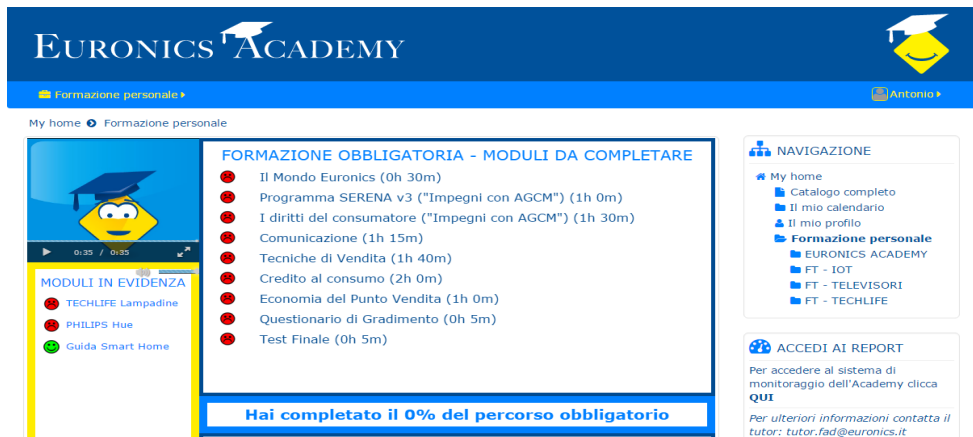 EURONICS ACADEMY
Formazione personale
Antonio
My home Formazione personale
0:35 / 0:35
MODULI IN EVIDENZA
TECHLIFE Lampadine
PHILIPS Hue
Guida Smart Home
FORMAZIONE OBBLIGATORIA - MODULI DA COMPLETARE
Il Mondo Euronics (0h 30m)
Programma SERENA v3 ("Impegni con AGCM") (1h 0m)
I diritti del consumatore ("Impegni con AGCM") (1h 30m)
Comunicazione (1h 15m)
Tecniche di Vendita (1h 40m)
Credito al consumo (2h 0m)
Economia del Punto Vendita (1h 0m)
Questionario di Gradimento (0h 5m)
Test Finale (0h 5m)
Hai completato il 0% del percorso obbligatorio
NAVIGAZIONE
My home
Catalogo completo
Il mio calendario
Il mio profilo
Formazione personale
EURONICS ACADEMY
FT - IOT
FT - TELEVISORI
FT - TECHLIFE
ACCEDI AI REPORT
Per accedere al sistema di
monitoraggio dell'Academy clicca
QUI
Per ulteriori informazioni contatta il
tutor: tutor.fad@euronics.it